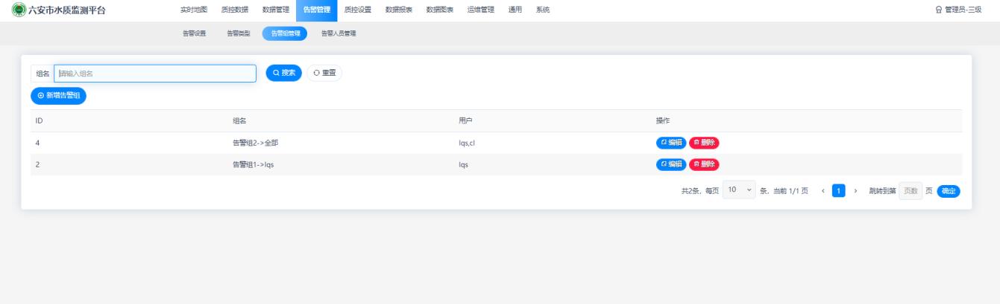 六安市水质监测平台 实时地图 质控数据 数据管理 告警管理 质控设置 数据报表 数据图表 运维管理 通用 系统 管理员-三级
告警设置 告警类型 告警组管理 告警人员管理
组名 请输入组名 搜索 重置
新增告警组
ID 组名 用户 操作
4 告警组2->全部 lqs,cl 编辑 删除
2 告警组1->lqs lqs 编辑 删除
共2条, 每页 10 条, 当前 1/1 页 ‹ 1 › 跳转到第 页数 页 确定